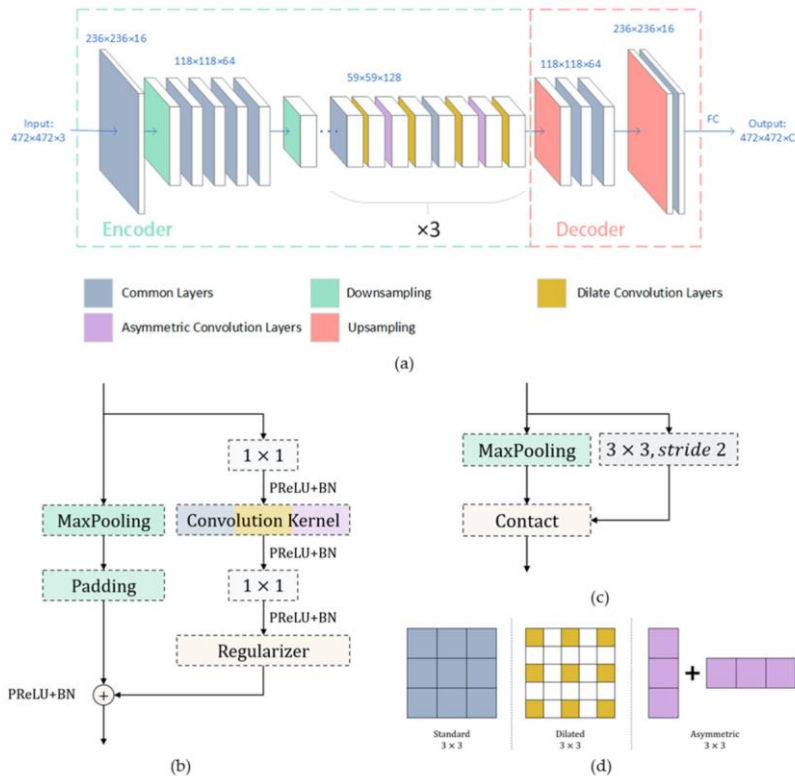 236×236×16
118×118×64
59×59×128
118×118×64
236×236×16
Input:
472×472×3
FC
Output:
472×472×C
Encoder
×3
Decoder
Common Layers
Downsampling
Dilate Convolution Layers
Asymmetric Convolution Layers
Upsampling
(a)
1 × 1
PReLU+BN
MaxPooling
Convolution Kernel
PReLU+BN
Padding
1 × 1
PReLU+BN
Regularizer
PReLU+BN
+
(b)
MaxPooling
3 × 3, stride 2
Contact
(c)
+
Standard
3 × 3
Dilated
3 × 3
Asymmetric
3 × 3
(d)